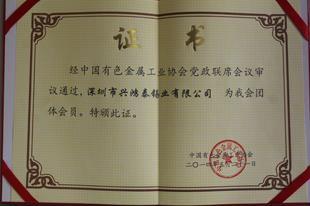 证书
经中国有色金属工业协会党政联席会议审
议通过，深圳市兴鸿泰锡业有限公司 为我会团
体会员。特颁此证。
中国有色金属工业协会